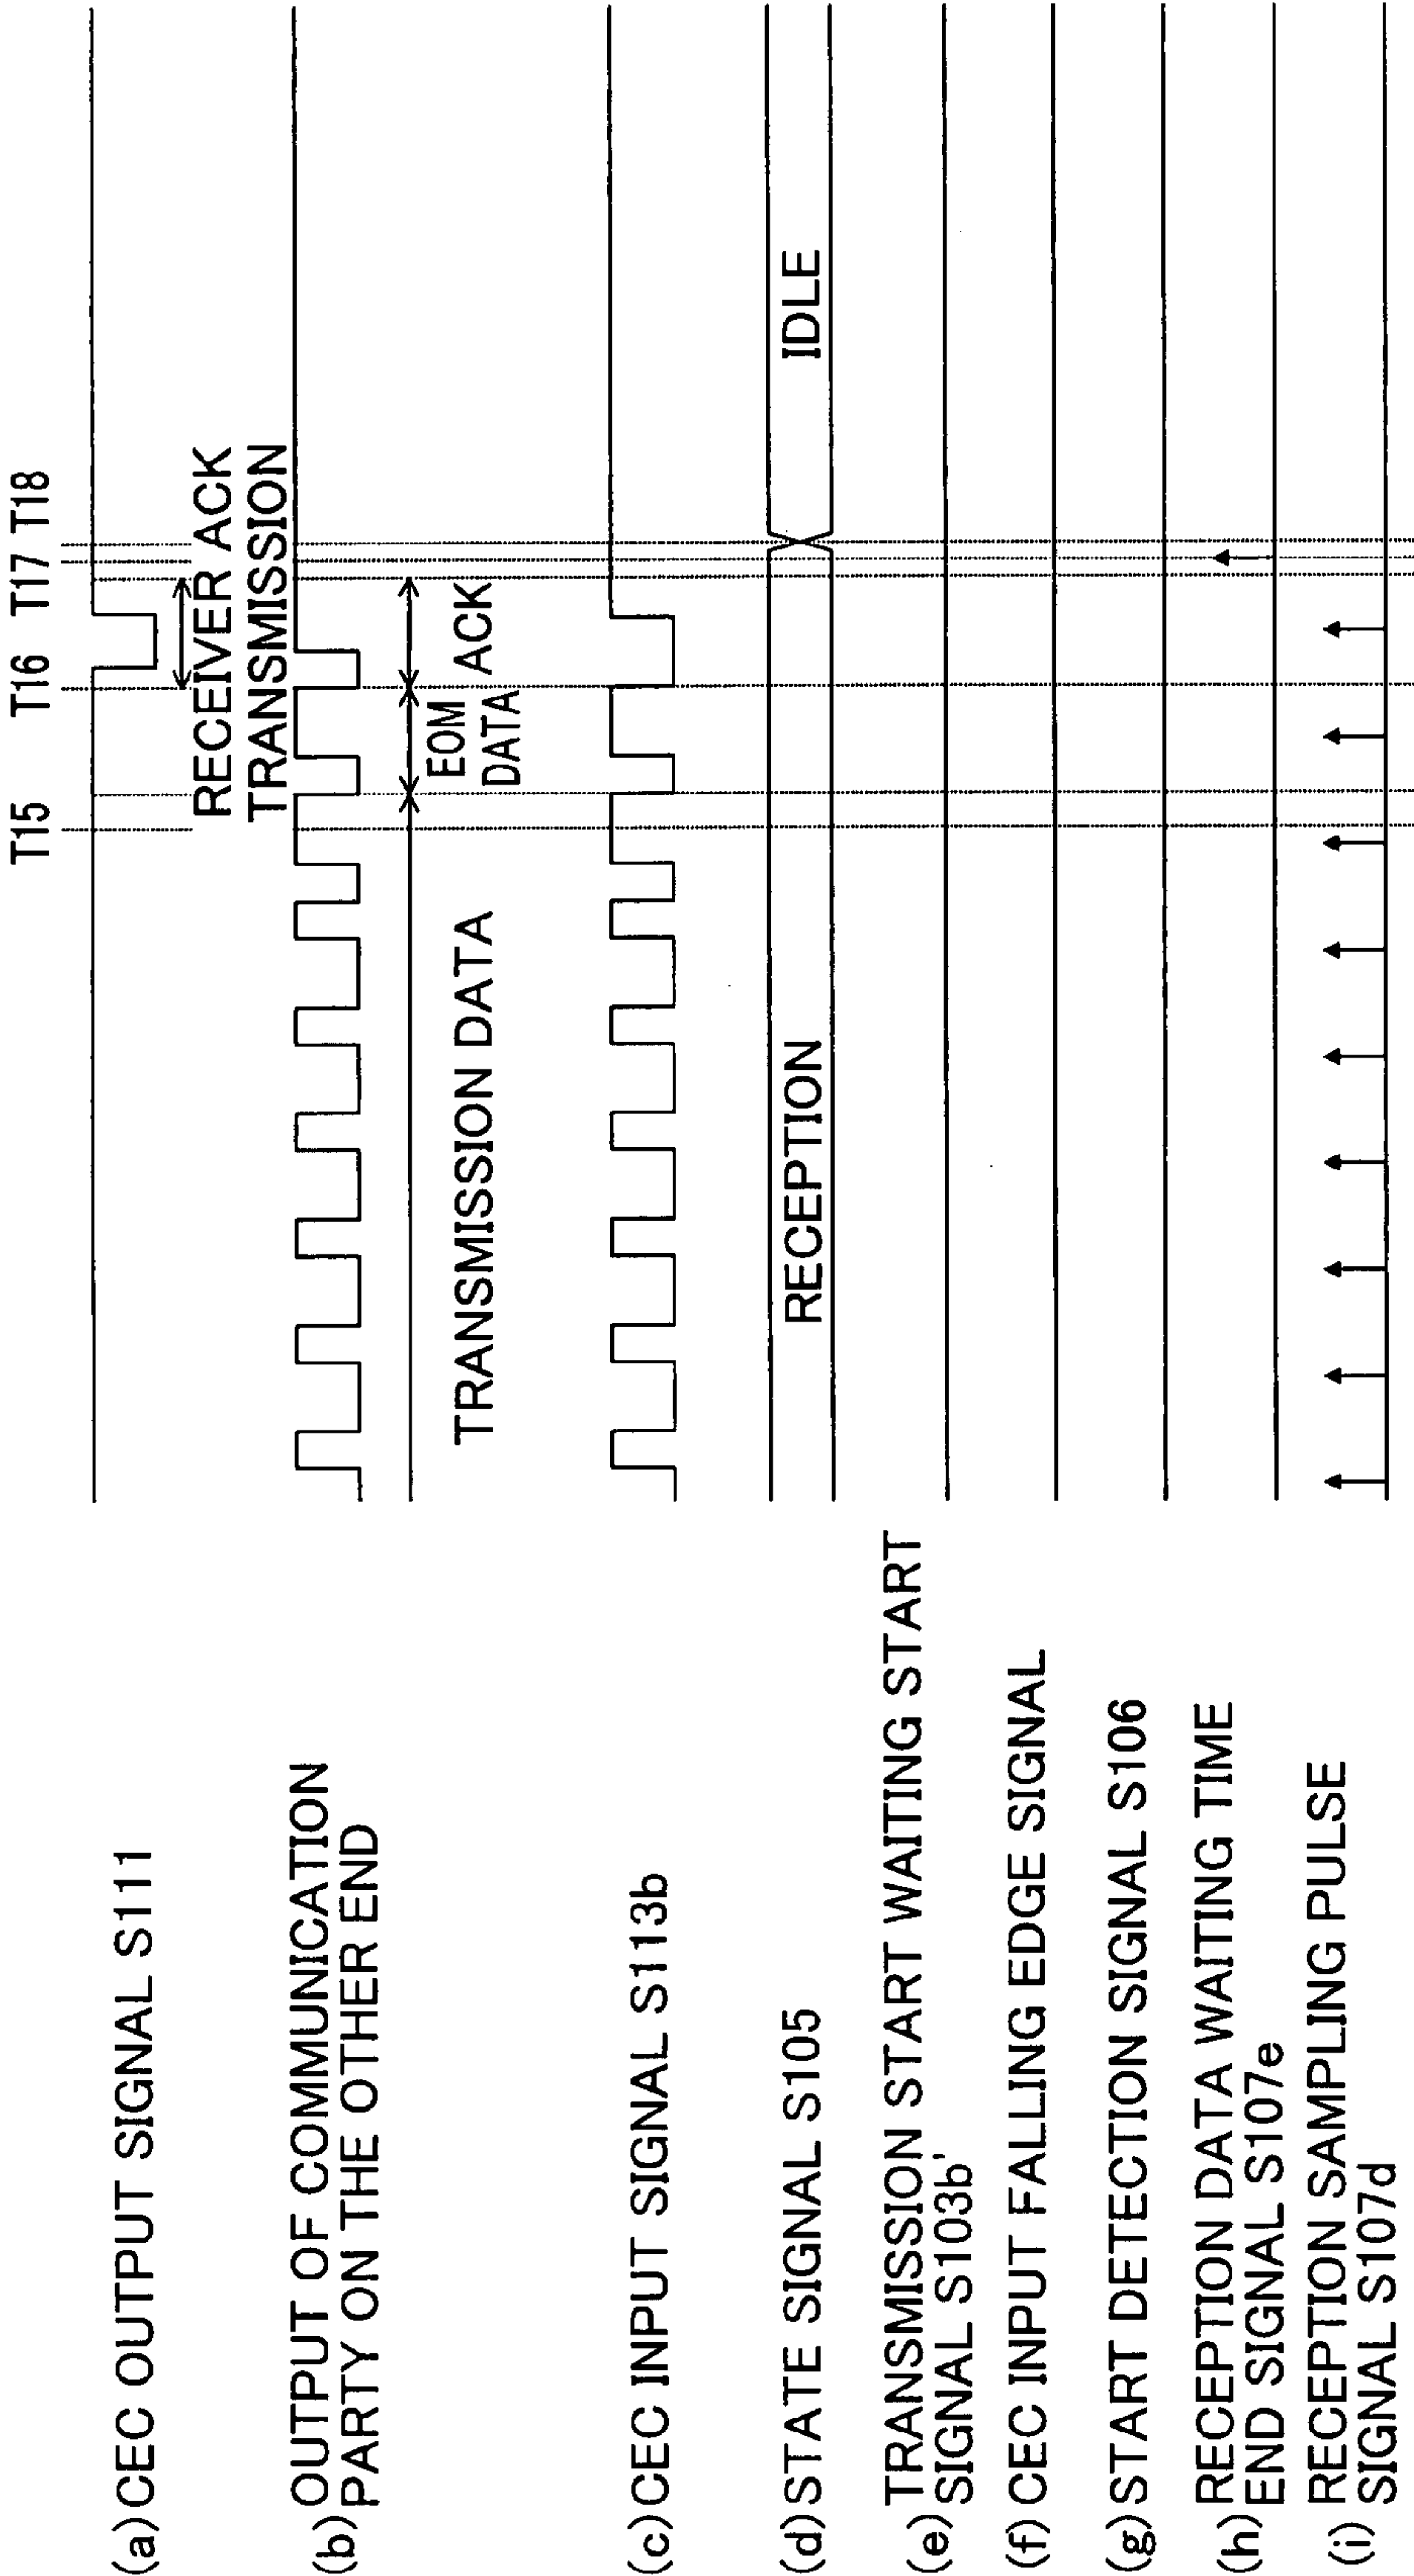 T15 T16 T17 T18
(a) CEC OUTPUT SIGNAL S111
RECEIVER ACK
TRANSMISSION
(b) OUTPUT OF COMMUNICATION
PARTY ON THE OTHER END
TRANSMISSION DATA
EOM
DATA
ACK
(c) CEC INPUT SIGNAL S113b
(d) STATE SIGNAL S105
RECEPTION
IDLE
(e) TRANSMISSION START WAITING START
SIGNAL S103b'
(f) CEC INPUT FALLING EDGE SIGNAL
(g) START DETECTION SIGNAL S106
(h) RECEPTION DATA WAITING TIME
END SIGNAL S107e
(i) RECEPTION SAMPLING PULSE
SIGNAL S107d